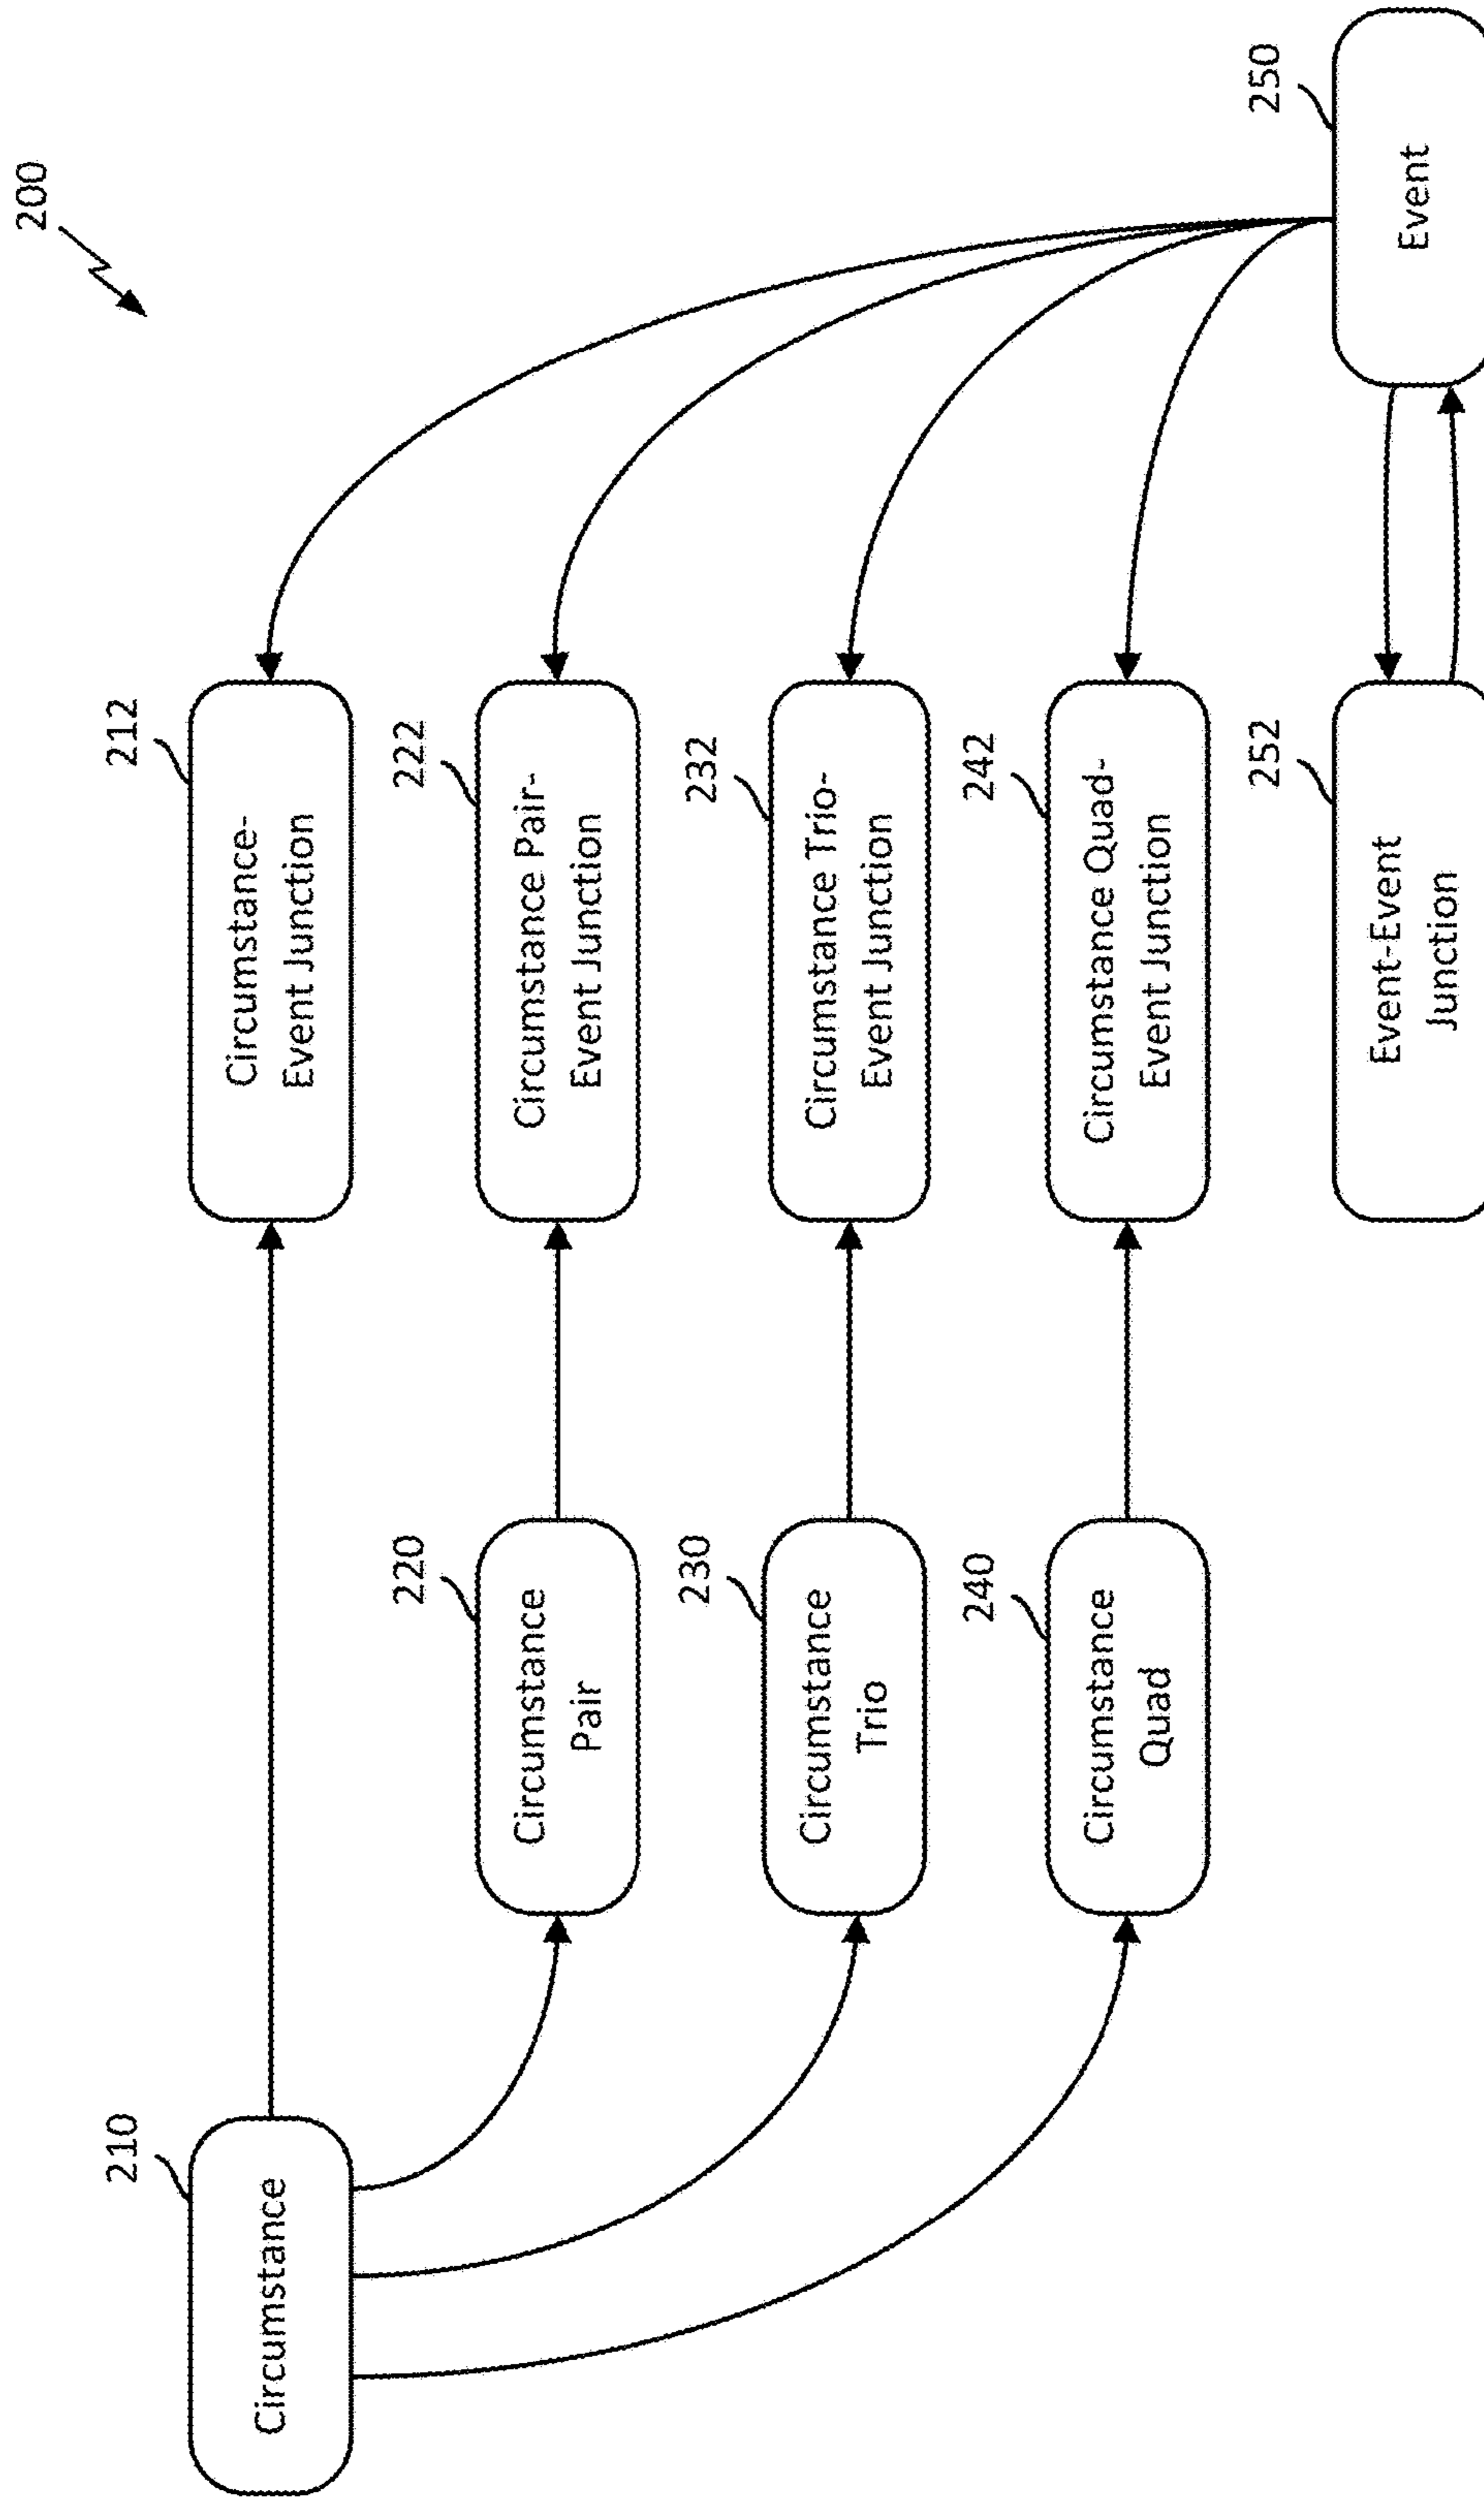 200
210
Circumstance
212
Circumstance-
Event Junction
220
Circumstance
Pair
222
Circumstance Pair-
Event Junction
230
Circumstance
Trio
232
Circumstance Trio-
Event Junction
240
Circumstance
Quad
242
Circumstance Quad-
Event Junction
252
Event-Event
Junction
250
Event